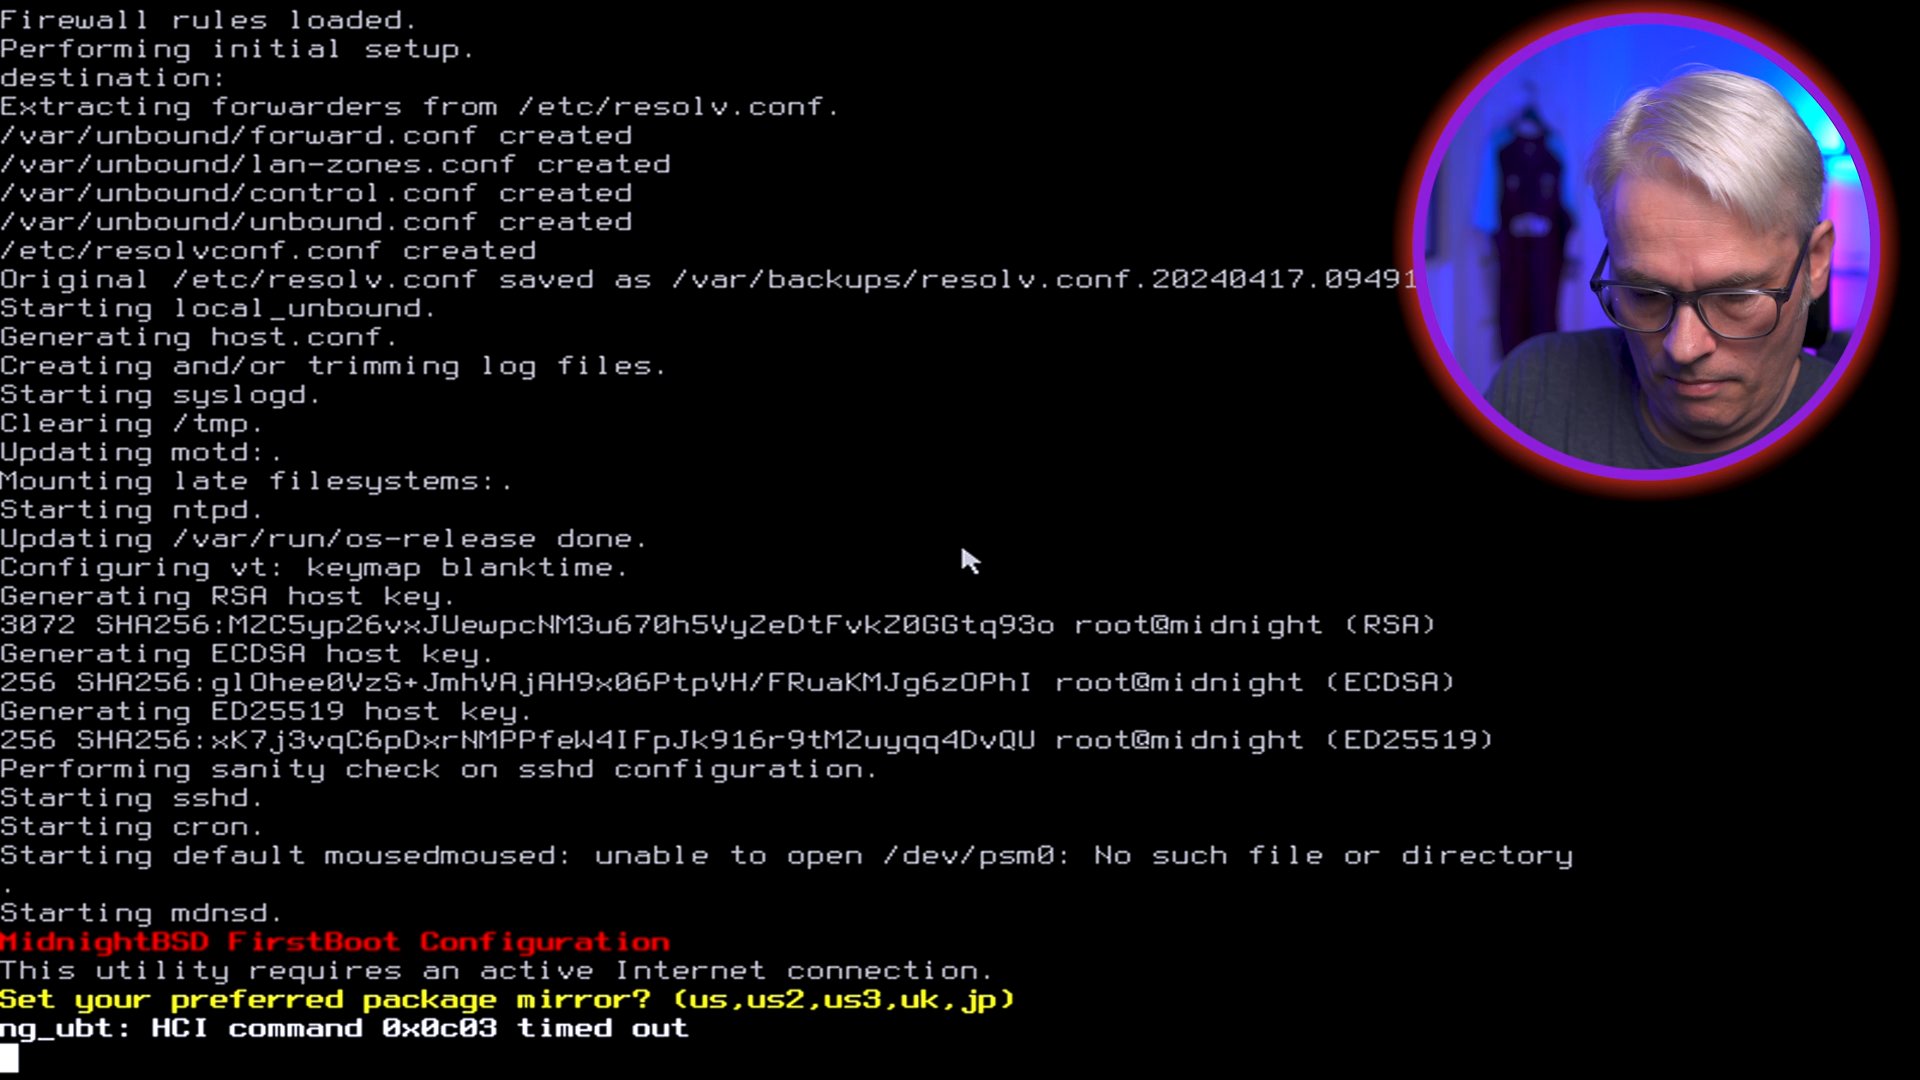 Firewall rules loaded.
Performing initial setup.
destination:
Extracting forwarders from /etc/resolv.conf.
/var/unbound/forward.conf created
/var/unbound/lan-zones.conf created
/var/unbound/control.conf created
/var/unbound/unbound.conf created
/etc/resolvconf.conf created
Original /etc/resolv.conf saved as /var/backups/resolv.conf.20240417.09491
Starting local_unbound.
Generating host.conf.
Creating and/or trimming log files.
Starting syslogd.
Clearing /tmp.
Updating motd:.
Mounting late filesystems:.
Starting ntpd.
Updating /var/run/os-release done.
Configuring vt: keymap blanktime.
Generating RSA host key.
3072 SHA256:MZC5yp26vxJUewpcNM3u670h5VyZeDtFvkZ0GGtq93o root@midnight (RSA)
Generating ECDSA host key.
256 SHA256:glOhee0VzS+JmhVAjAH9x06PtpVH/FRuaKMJg6zOPhI root@midnight (ECDSA)
Generating ED25519 host key.
256 SHA256:xK7j3vqC6pDxrNMPPfeW4IFpJk916r9tMZuyqq4DvQU root@midnight (ED25519)
Performing sanity check on sshd configuration.
Starting sshd.
Starting cron.
Starting default mousedmoused: unable to open /dev/psm0: No such file or directory
.
Starting mdnsd.
MidnightBSD FirstBoot Configuration
This utility requires an active Internet connection.
Set your preferred package mirror? (us,us2,us3,uk,jp)
ng_ubt: HCI command 0x0c03 timed out